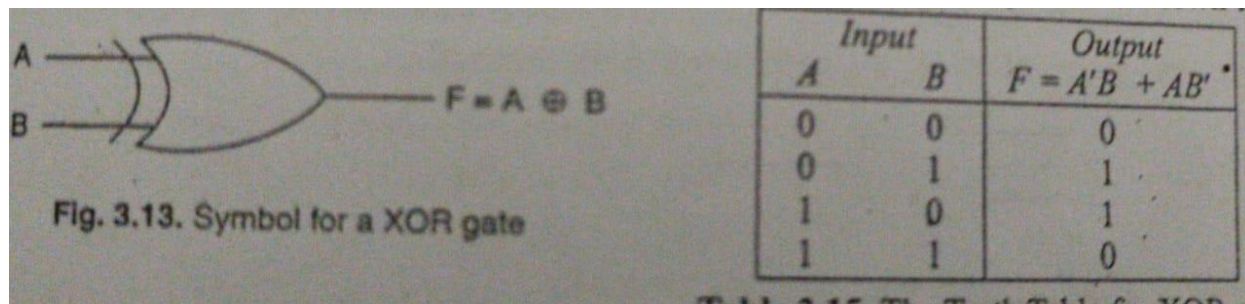 A
B
F = A ⊕ B
Fig. 3.13. Symbol for a XOR gate
Input Output
A B F = A'B + AB'
0 0 0
0 1 1
1 0 1
1 1 0